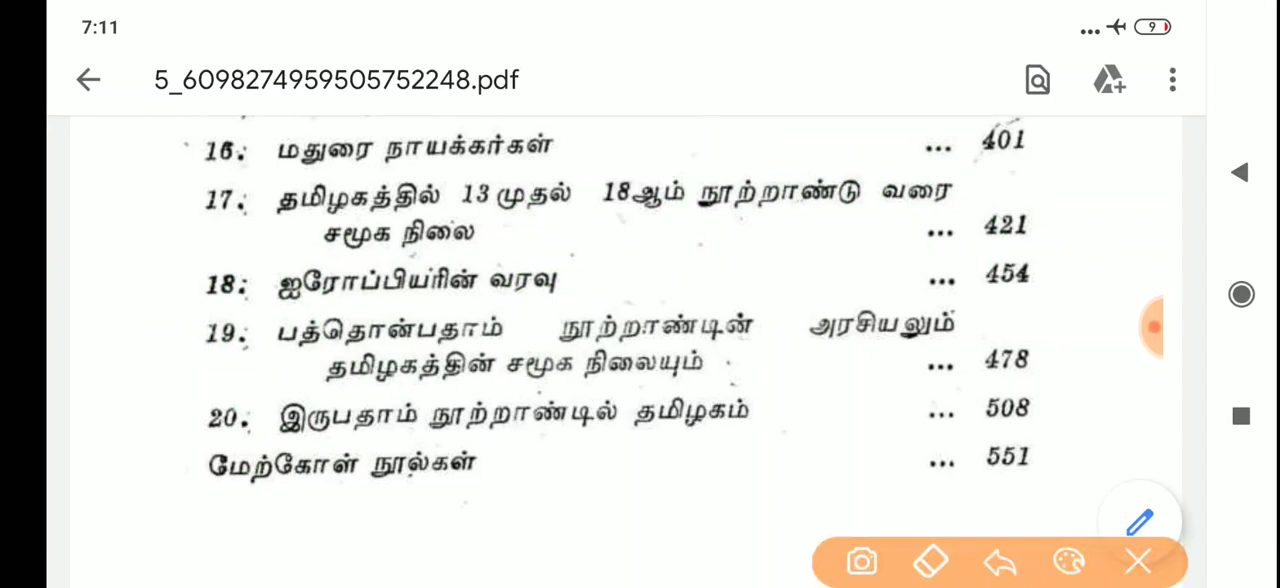 7:11
... 9
5_6098274959505752248.pdf
16. மதுரை நாயக்கர்கள் ... 401
17. தமிழகத்தில் 13 முதல் 18ஆம் நூற்றாண்டு வரை
சமூக நிலை ... 421
18. ஐரோப்பியரின் வரவு ... 454
19. பத்தொன்பதாம் நூற்றாண்டின் அரசியலும்
தமிழகத்தின் சமூக நிலையும் ... 478
20. இருபதாம் நூற்றாண்டில் தமிழகம் ... 508
மேற்கோள் நூல்கள் ... 551